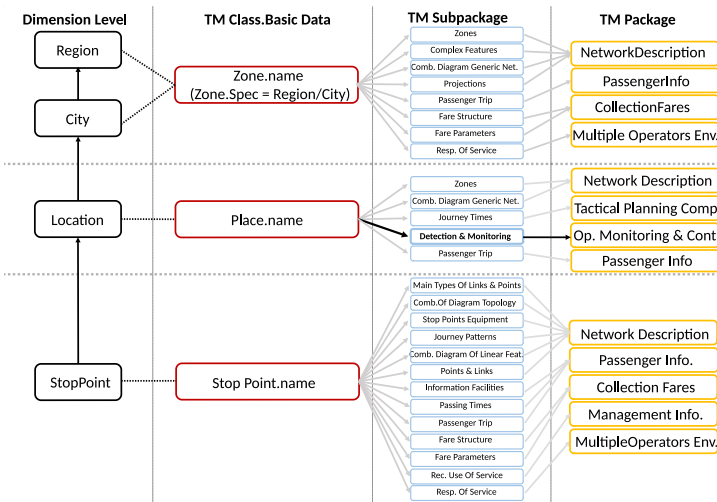 Dimension Level
TM Class.Basic Data
TM Subpackage
TM Package
Region
City
Zone.name
(Zone.Spec = Region/City)
Zones
Complex Features
Comb. Diagram Generic Net.
Projections
Passenger Trip
Fare Structure
Fare Parameters
Resp. Of Service
NetworkDescription
PassengerInfo
CollectionFares
Multiple Operators Env.
Location
Place.name
Zones
Comb. Diagram Generic Net.
Journey Times
Detection & Monitoring
Passenger Trip
Network Description
Tactical Planning Comp
Op. Monitoring & Cont
Passenger Info
StopPoint
Stop Point.name
Main Types Of Links & Points
Comb.Of Diagram Topology
Stop Points Equipment
Journey Patterns
Comb. Diagram Of Linear Feat.
Points & Links
Information Facilities
Passing Times
Passenger Trip
Fare Structure
Fare Parameters
Rec. Use Of Service
Resp. Of Service
Network Description
Passenger Info.
Collection Fares
Management Info.
MultipleOperators Env.